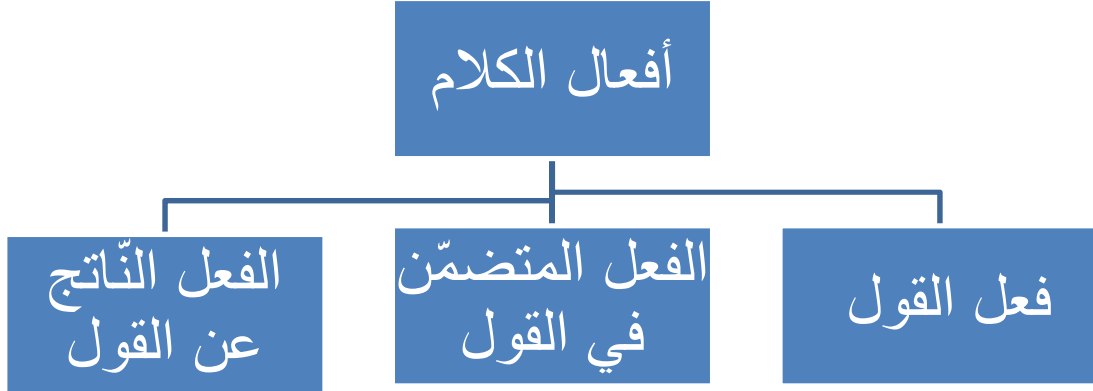 أفعال الكلام
فعل القول
الفعل المتضمّن
في القول
الفعل النّاتج
عن القول